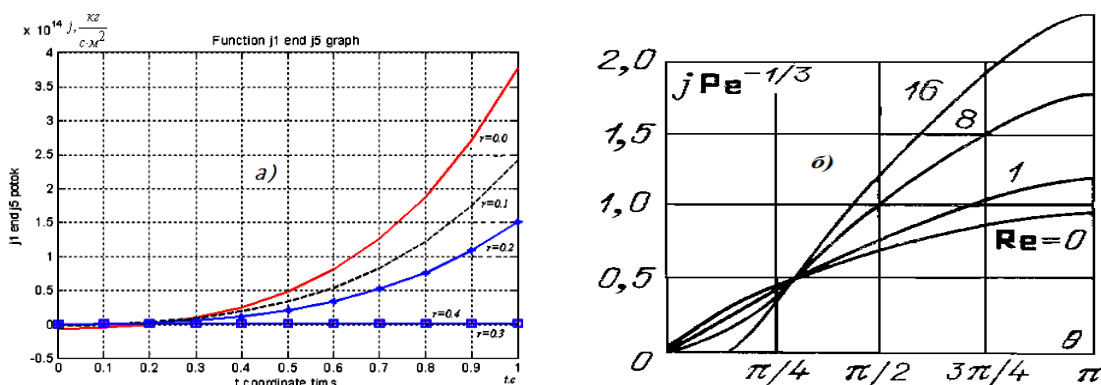 x 10¹⁴ j, кг / с·м²
Function j1 end j5 graph
4
3.5
3
2.5
2
1.5
1
0.5
0
-0.5
j1 end j5 potok
а)
r=0.0
r=0.1
r=0.2
r=0.4
r=0.3
0 0.1 0.2 0.3 0.4 0.5 0.6 0.7 0.8 0.9 1
t coordinate tim s
t,c
2,0
1,5
1,0
0,5
0
j Pe⁻¹/³
16
8
б)
1
Re=0
θ
π/4 π/2 3π/4 π